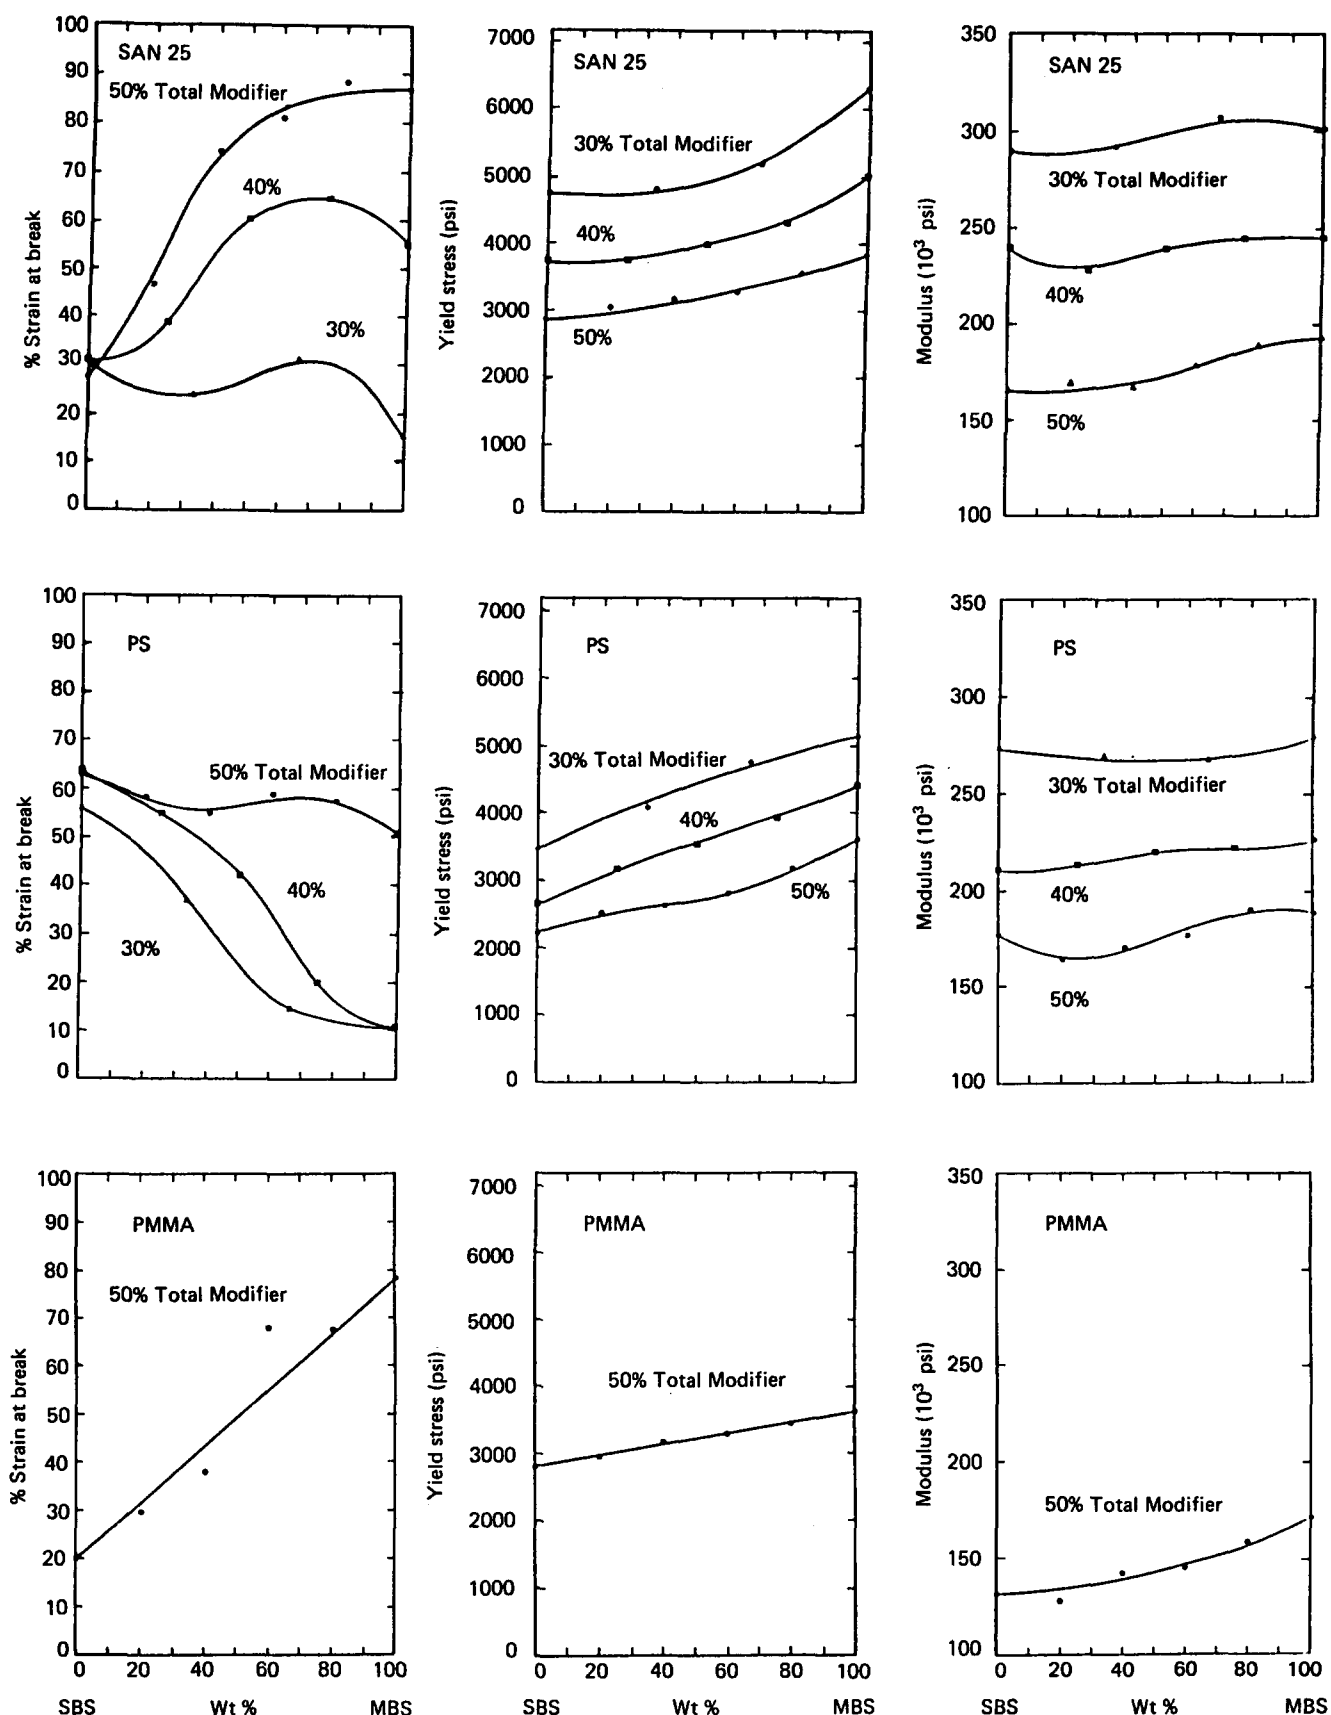 100
90
80
70
60
50
40
30
20
10
0
% Strain at break
SAN 25
50% Total Modifier
40%
30%
7000
6000
5000
4000
3000
2000
1000
0
Yield stress (psi)
SAN 25
30% Total Modifier
40%
50%
350
300
250
200
150
100
Modulus (10³ psi)
SAN 25
30% Total Modifier
40%
50%
100
90
80
70
60
50
40
30
20
10
0
% Strain at break
PS
50% Total Modifier
40%
30%
7000
6000
5000
4000
3000
2000
1000
0
Yield stress (psi)
PS
30% Total Modifier
40%
50%
350
300
250
200
150
100
Modulus (10³ psi)
PS
30% Total Modifier
40%
50%
100
90
80
70
60
50
40
30
20
10
0
% Strain at break
PMMA
50% Total Modifier
0 20 40 60 80 100
SBS Wt % MBS
7000
6000
5000
4000
3000
2000
1000
0
Yield stress (psi)
PMMA
50% Total Modifier
0 20 40 60 80 100
SBS Wt % MBS
350
300
250
200
150
100
Modulus (10³ psi)
PMMA
50% Total Modifier
0 20 40 60 80 100
SBS Wt % MBS